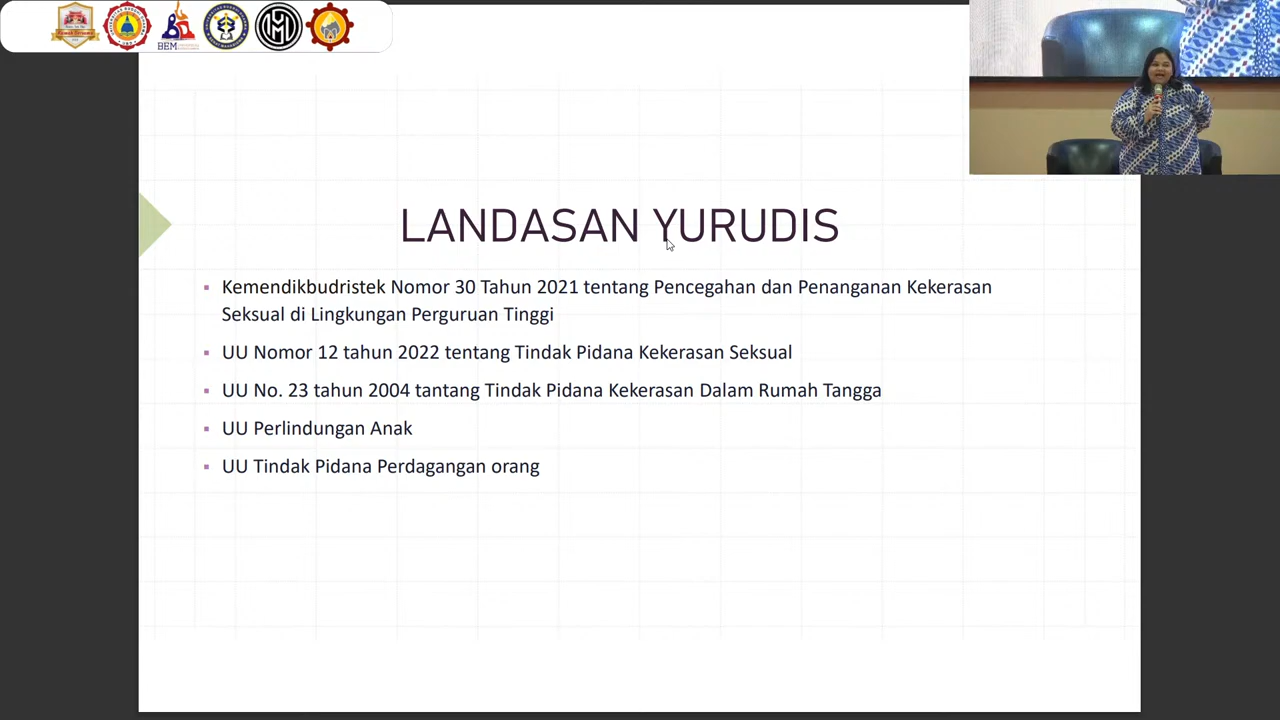 BEM
LANDASAN YURUDIS
Kemendikbudristek Nomor 30 Tahun 2021 tentang Pencegahan dan Penanganan Kekerasan
Seksual di Lingkungan Perguruan Tinggi
UU Nomor 12 tahun 2022 tentang Tindak Pidana Kekerasan Seksual
UU No. 23 tahun 2004 tantang Tindak Pidana Kekerasan Dalam Rumah Tangga
UU Perlindungan Anak
UU Tindak Pidana Perdagangan orang